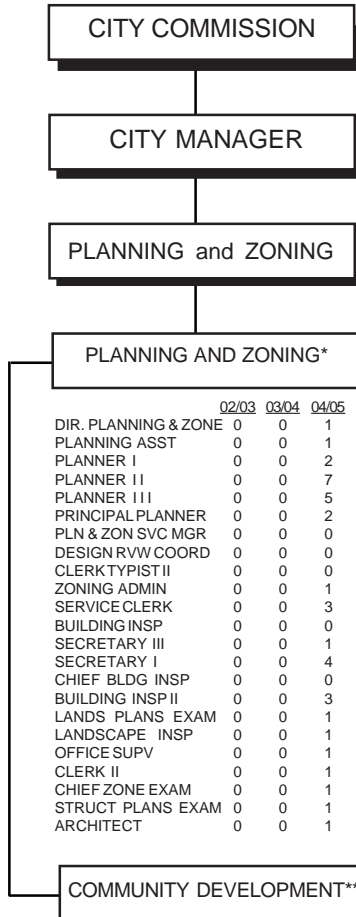 CITY COMMISSION
CITY MANAGER
PLANNING and ZONING
PLANNING AND ZONING*
02/03 03/04 04/05
DIR. PLANNING & ZONE 0 0 1
PLANNING ASST 0 0 1
PLANNER I 0 0 2
PLANNER II 0 0 7
PLANNER III 0 0 5
PRINCIPAL PLANNER 0 0 2
PLN & ZON SVC MGR 0 0 0
DESIGN RVW COORD 0 0 0
CLERK TYPIST II 0 0 0
ZONING ADMIN 0 0 1
SERVICE CLERK 0 0 3
BUILDING INSP 0 0 0
SECRETARY III 0 0 1
SECRETARY I 0 0 4
CHIEF BLDG INSP 0 0 0
BUILDING INSP II 0 0 3
LANDS PLANS EXAM 0 0 1
LANDSCAPE INSP 0 0 1
OFFICE SUPV 0 0 1
CLERK II 0 0 1
CHIEF ZONE EXAM 0 0 1
STRUCT PLANS EXAM 0 0 1
ARCHITECT 0 0 1
COMMUNITY DEVELOPMENT**